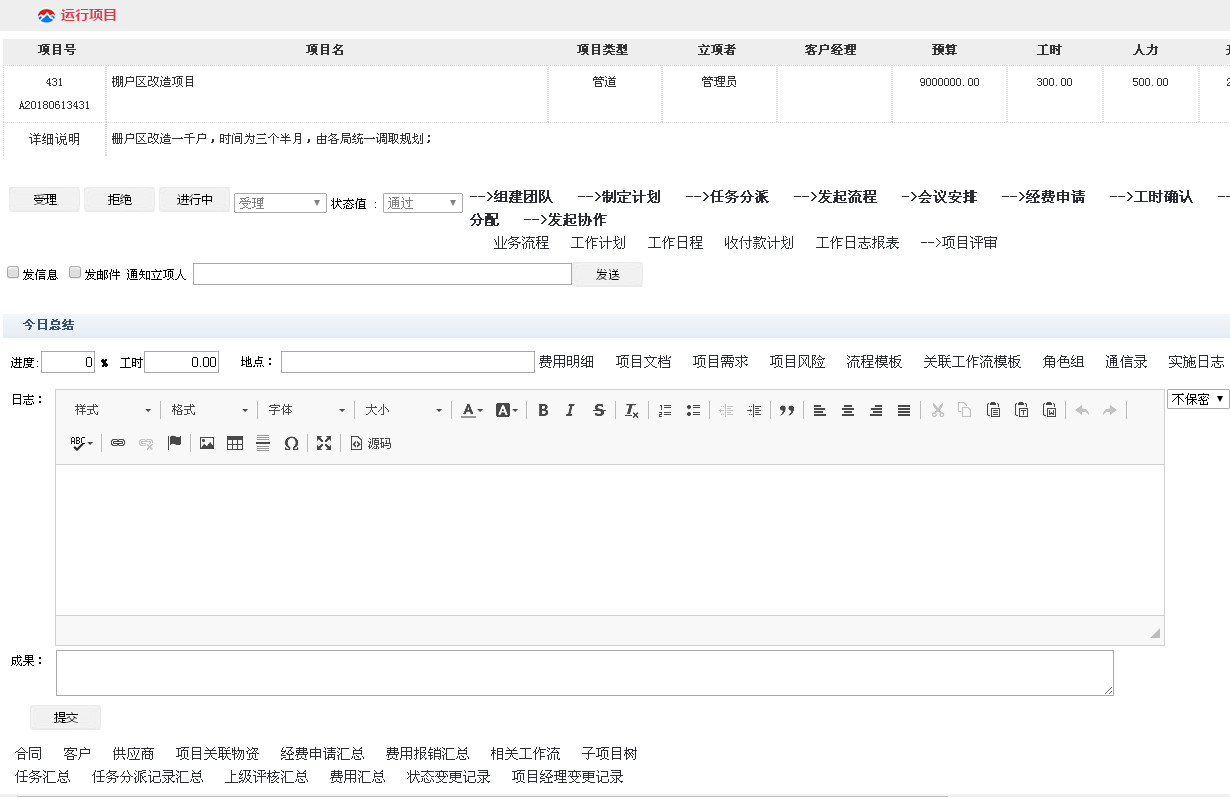 运行项目
项目号 项目名 项目类型 立项者 客户经理 预算 工时 人力
431 棚户区改造项目 管道 管理员 9000000.00 300.00 500.00
A20180613431
详细说明 栅户区改造一千户，时间为三个半月，由各局统一调取规划；
受理 拒绝 进行中 受理 状态值 : 通过 -->组建团队 -->制定计划 -->任务分派 -->发起流程 ->会议安排 -->经费申请 -->工时确认 --
分配 -->发起协作
业务流程 工作计划 工作日程 收付款计划 工作日志报表 -->项目评审
发信息 发邮件 通知立项人 发送
今日总结
进度: 0 % 工时 0.00 地点： 费用明细 项目文档 项目需求 项目风险 流程模板 关联工作流模板 角色组 通信录 实施日志
日志： 样式 格式 字体 大小 不保密
源码
成果：
提交
合同 客户 供应商 项目关联物资 经费申请汇总 费用报销汇总 相关工作流 子项目树
任务汇总 任务分派记录汇总 上级评核汇总 费用汇总 状态变更记录 项目经理变更记录